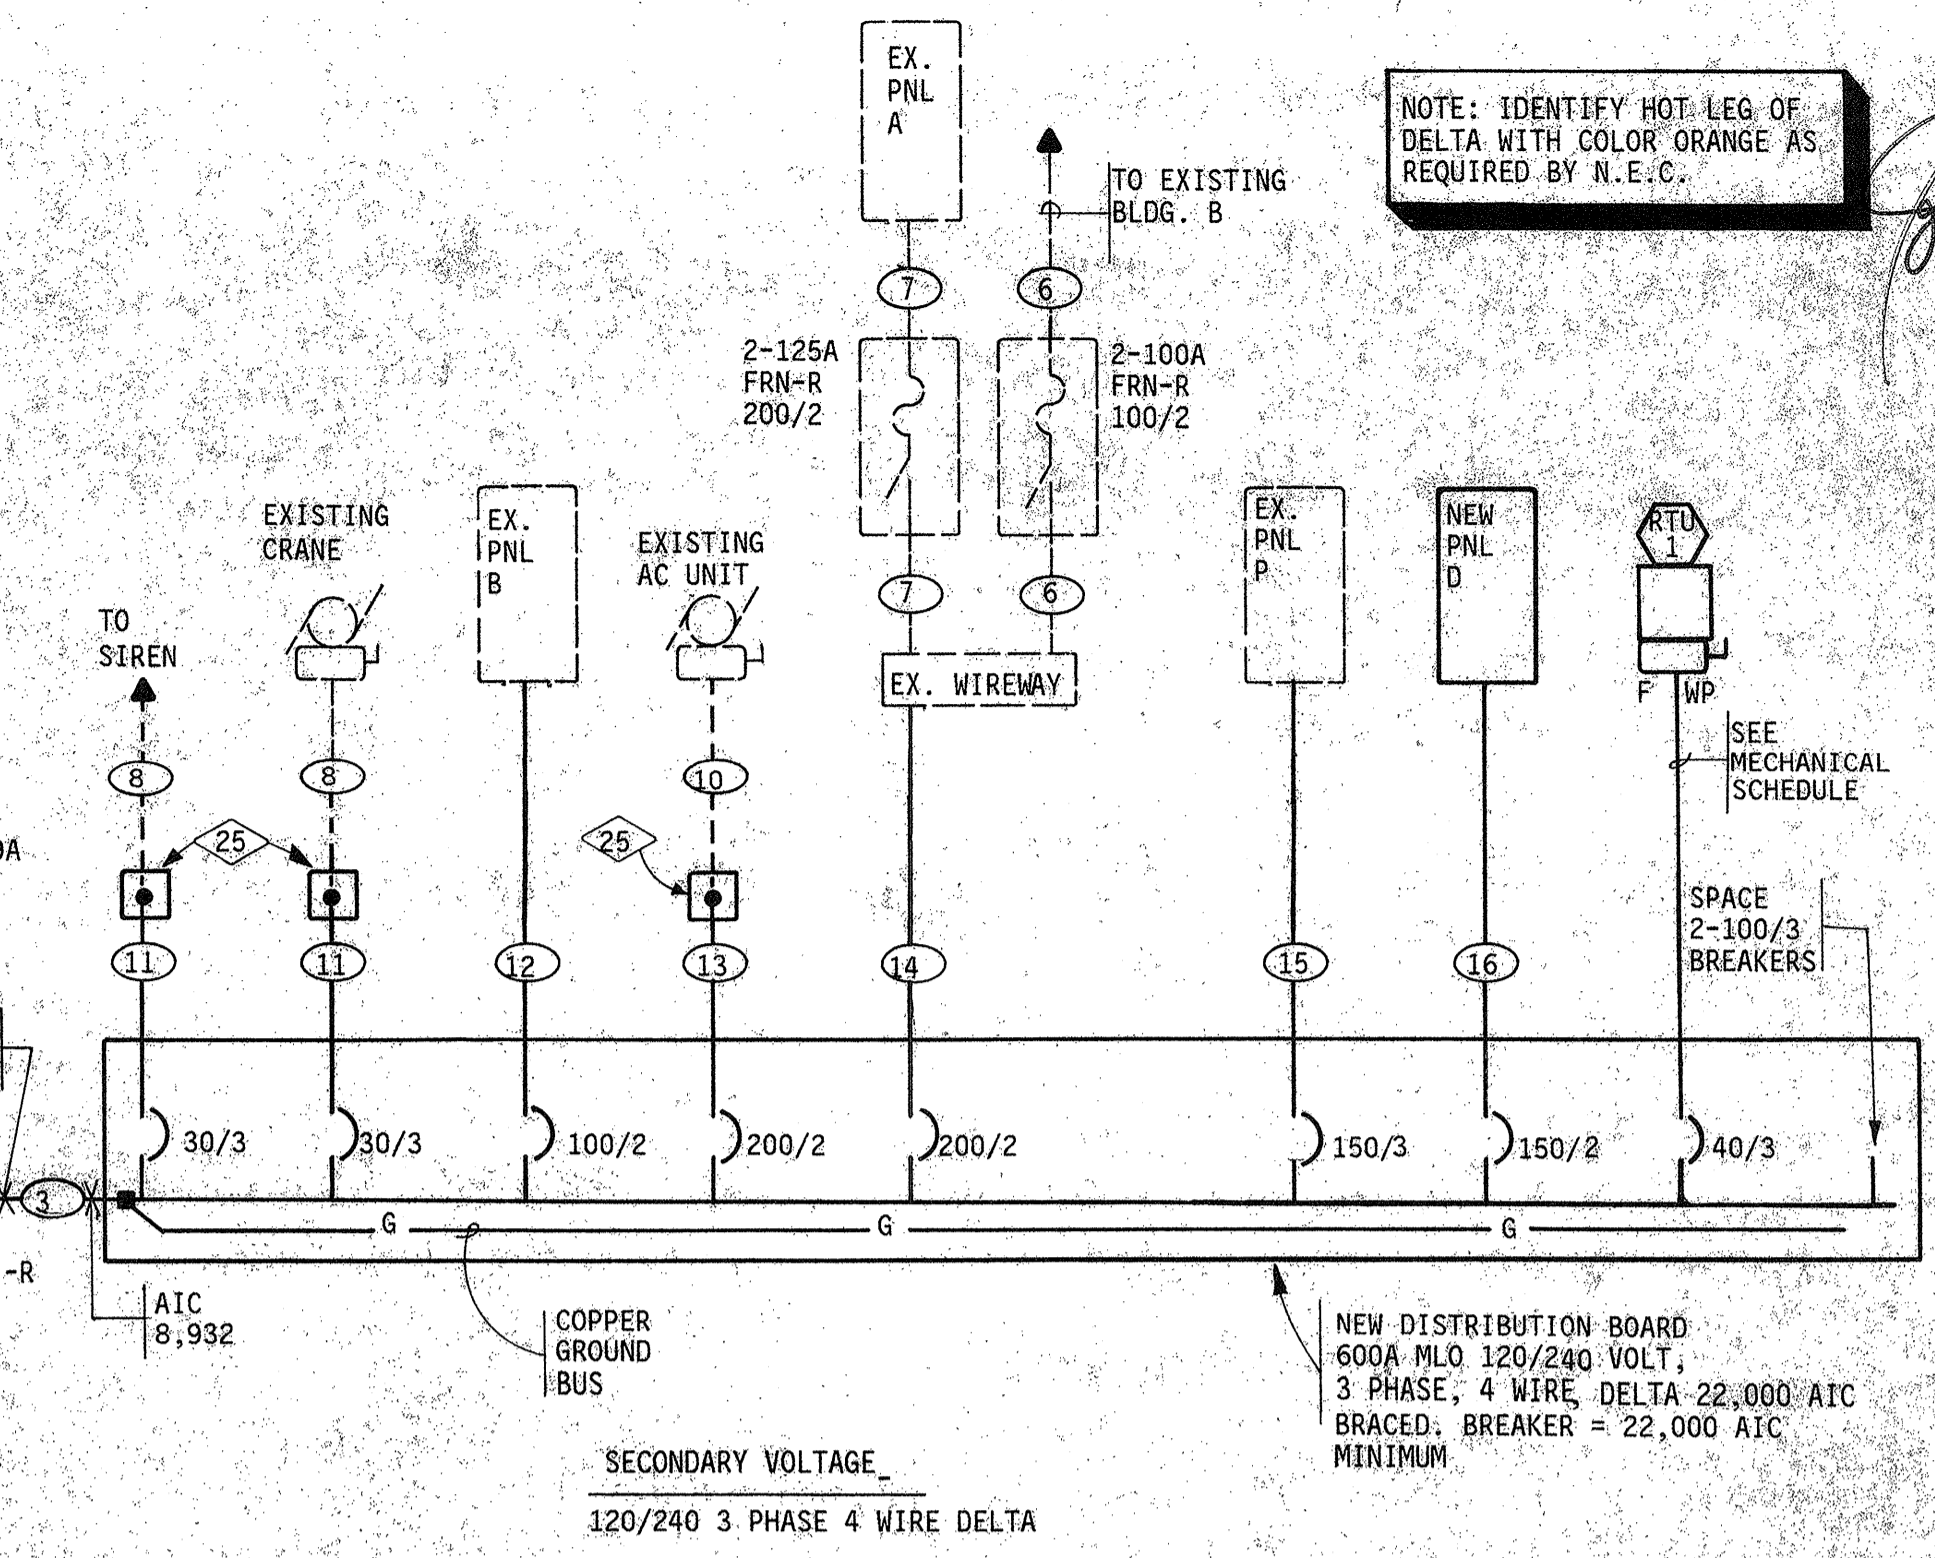 EX.
PNL
A
NOTE: IDENTIFY HOT LEG OF
DELTA WITH COLOR ORANGE AS
REQUIRED BY N.E.C.
TO EXISTING
BLDG. B
7
6
2-125A
FRN-R
200/2
2-100A
FRN-R
100/2
EXISTING
CRANE
EX.
PNL
B
EXISTING
AC UNIT
EX.
PNL
P
NEW
PNL
D
RTU
1
7
6
TO
SIREN
EX. WIREWAY
F WP
SEE
MECHANICAL
SCHEDULE
8
8
10
25
25
0A
SPACE
2-100/3
BREAKERS
11
11
12
13
14
15
16
30/3
30/3
100/2
200/2
200/2
150/3
150/2
40/3
3
G
G
G
-R
AIC
8,932
COPPER
GROUND
BUS
NEW DISTRIBUTION BOARD
600A MLO 120/240 VOLT,
3 PHASE, 4 WIRE, DELTA 22,000 AIC
BRACED. BREAKER = 22,000 AIC
MINIMUM
SECONDARY VOLTAGE
120/240 3 PHASE 4 WIRE DELTA